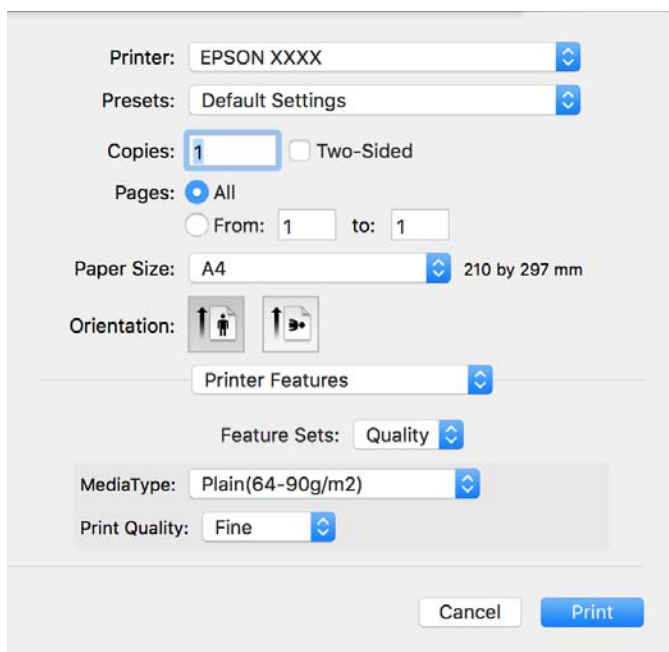 Printer: EPSON XXXX
Presets: Default Settings
Copies: 1 Two-Sided
Pages: All
From: 1 to: 1
Paper Size: A4 210 by 297 mm
Orientation:
Printer Features
Feature Sets: Quality
MediaType: Plain(64-90g/m2)
Print Quality: Fine
Cancel Print